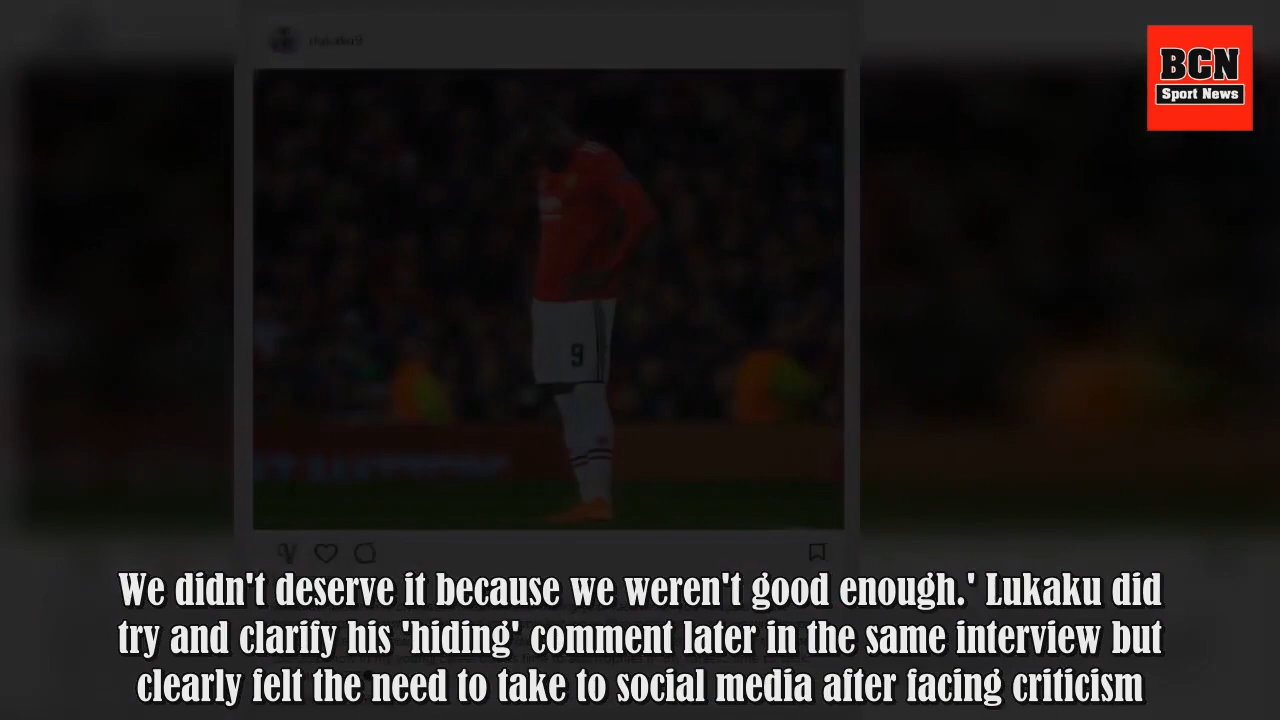 rlukaku9
BCN
Sport News
9
We didn't deserve it because we weren't good enough.' Lukaku did
try and clarify his 'hiding' comment later in the same interview but
clearly felt the need to take to social media after facing criticism